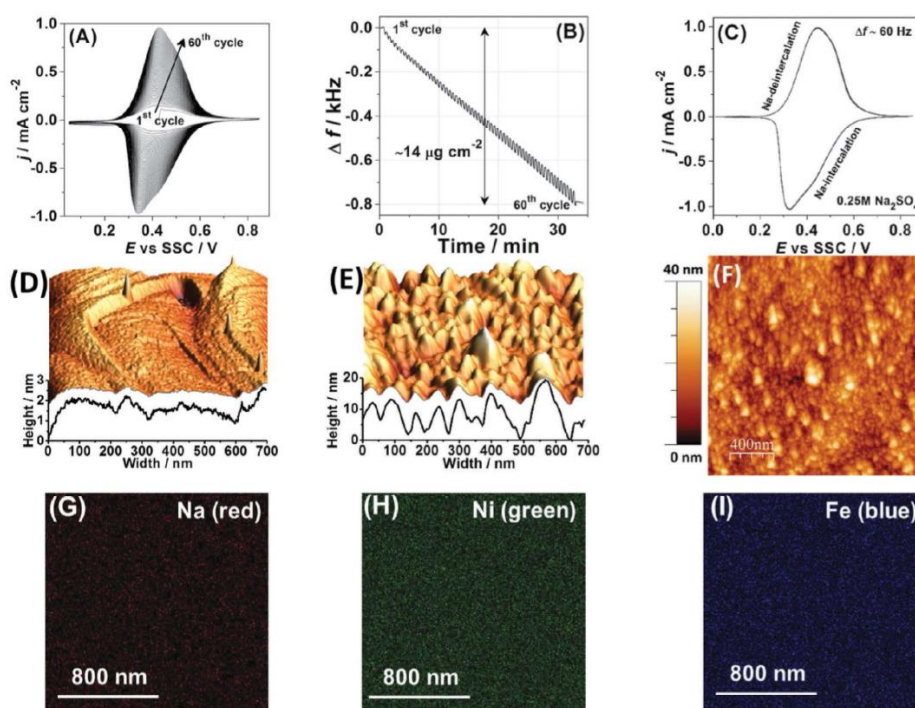 (A)
60th cycle
1st cycle
1.0
0.5
0.0
-0.5
-1.0
j / mA cm-2
0.0 0.2 0.4 0.6 0.8
E vs SSC / V
(B)
1st cycle
~14 μg cm-2
60th cycle
0.0
-0.2
-0.4
-0.6
-0.8
Δ f / kHz
0 10 20 30
Time / min
(C)
Δf ~ 60 Hz
Na-deintercalation
Na-intercalation
0.25M Na2SO4
1.0
0.5
0.0
-0.5
-1.0
j / mA cm-2
0.0 0.2 0.4 0.6 0.8
E vs SSC / V
(D)
3
2
1
0
Height / nm
0 100 200 300 400 500 600 700
Width / nm
(E)
20
10
0
Height / nm
0 100 200 300 400 500 600 700
Width / nm
40 nm
0 nm
(F)
400nm
(G) Na (red)
800 nm
(H) Ni (green)
800 nm
(I) Fe (blue)
800 nm